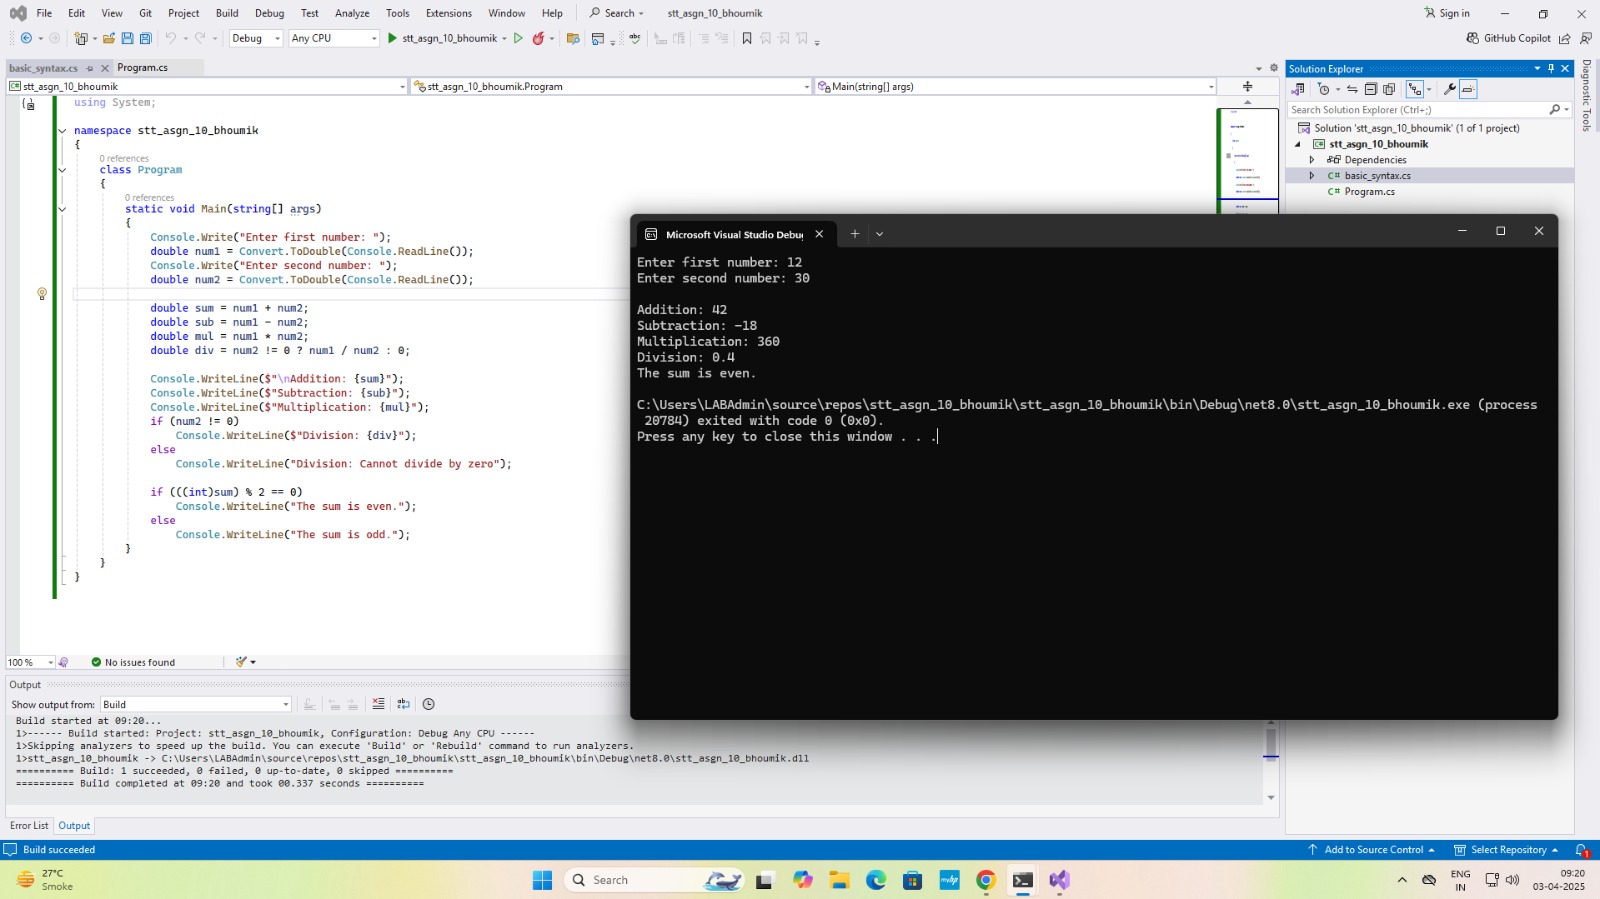 File Edit View Git Project Build Debug Test Analyze Tools Extensions Window Help Search stt_asgn_10_bhoumik Sign in
Debug Any CPU stt_asgn_10_bhoumik GitHub Copilot
basic_syntax.cs Program.cs
stt_asgn_10_bhoumik stt_asgn_10_bhoumik.Program Main(string[] args)
using System;
namespace stt_asgn_10_bhoumik
{
0 references
class Program
{
0 references
static void Main(string[] args)
{
Console.Write("Enter first number: ");
double num1 = Convert.ToDouble(Console.ReadLine());
Console.Write("Enter second number: ");
double num2 = Convert.ToDouble(Console.ReadLine());
double sum = num1 + num2;
double sub = num1 - num2;
double mul = num1 * num2;
double div = num2 != 0 ? num1 / num2 : 0;
Console.WriteLine($"\nAddition: {sum}");
Console.WriteLine($"Subtraction: {sub}");
Console.WriteLine($"Multiplication: {mul}");
if (num2 != 0)
Console.WriteLine($"Division: {div}");
else
Console.WriteLine("Division: Cannot divide by zero");
if (((int)sum) % 2 == 0)
Console.WriteLine("The sum is even.");
else
Console.WriteLine("The sum is odd.");
}
}
}
100 % No issues found
Output
Show output from: Build
Build started at 09:20...
1>------ Build started: Project: stt_asgn_10_bhoumik, Configuration: Debug Any CPU ------
1>Skipping analyzers to speed up the build. You can execute 'Build' or 'Rebuild' command to run analyzers.
1>stt_asgn_10_bhoumik -> C:\Users\LABAdmin\source\repos\stt_asgn_10_bhoumik\stt_asgn_10_bhoumik\bin\Debug\net8.0\stt_asgn_10_bhoumik.dll
========== Build: 1 succeeded, 0 failed, 0 up-to-date, 0 skipped ==========
========== Build completed at 09:20 and took 00.337 seconds ==========
Error List Output
Microsoft Visual Studio Debug
Enter first number: 12
Enter second number: 30
Addition: 42
Subtraction: -18
Multiplication: 360
Division: 0.4
The sum is even.
C:\Users\LABAdmin\source\repos\stt_asgn_10_bhoumik\stt_asgn_10_bhoumik\bin\Debug\net8.0\stt_asgn_10_bhoumik.exe (process
20784) exited with code 0 (0x0).
Press any key to close this window . . .
Solution Explorer
Search Solution Explorer (Ctrl+;)
Solution 'stt_asgn_10_bhoumik' (1 of 1 project)
stt_asgn_10_bhoumik
Dependencies
C# basic_syntax.cs
C# Program.cs
Diagnostic Tools
Build succeeded Add to Source Control Select Repository 1
27°C
Smoke
Search
ENG
IN
09:20
03-04-2025